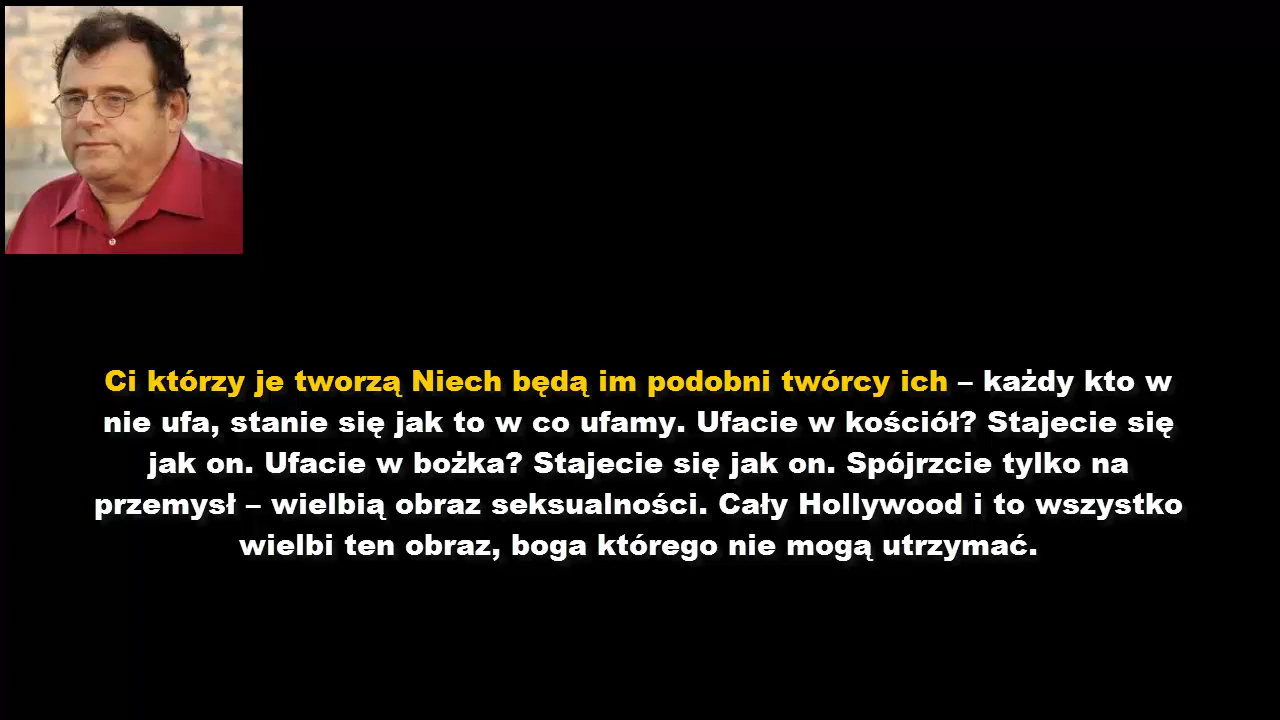 Ci którzy je tworzą Niech będą im podobni twórcy ich – każdy kto w
nie ufa, stanie się jak to w co ufamy. Ufacie w kościół? Stajecie się
jak on. Ufacie w bożka? Stajecie się jak on. Spójrzcie tylko na
przemysł – wielbią obraz seksualności. Cały Hollywood i to wszystko
wielbi ten obraz, boga którego nie mogą utrzymać.